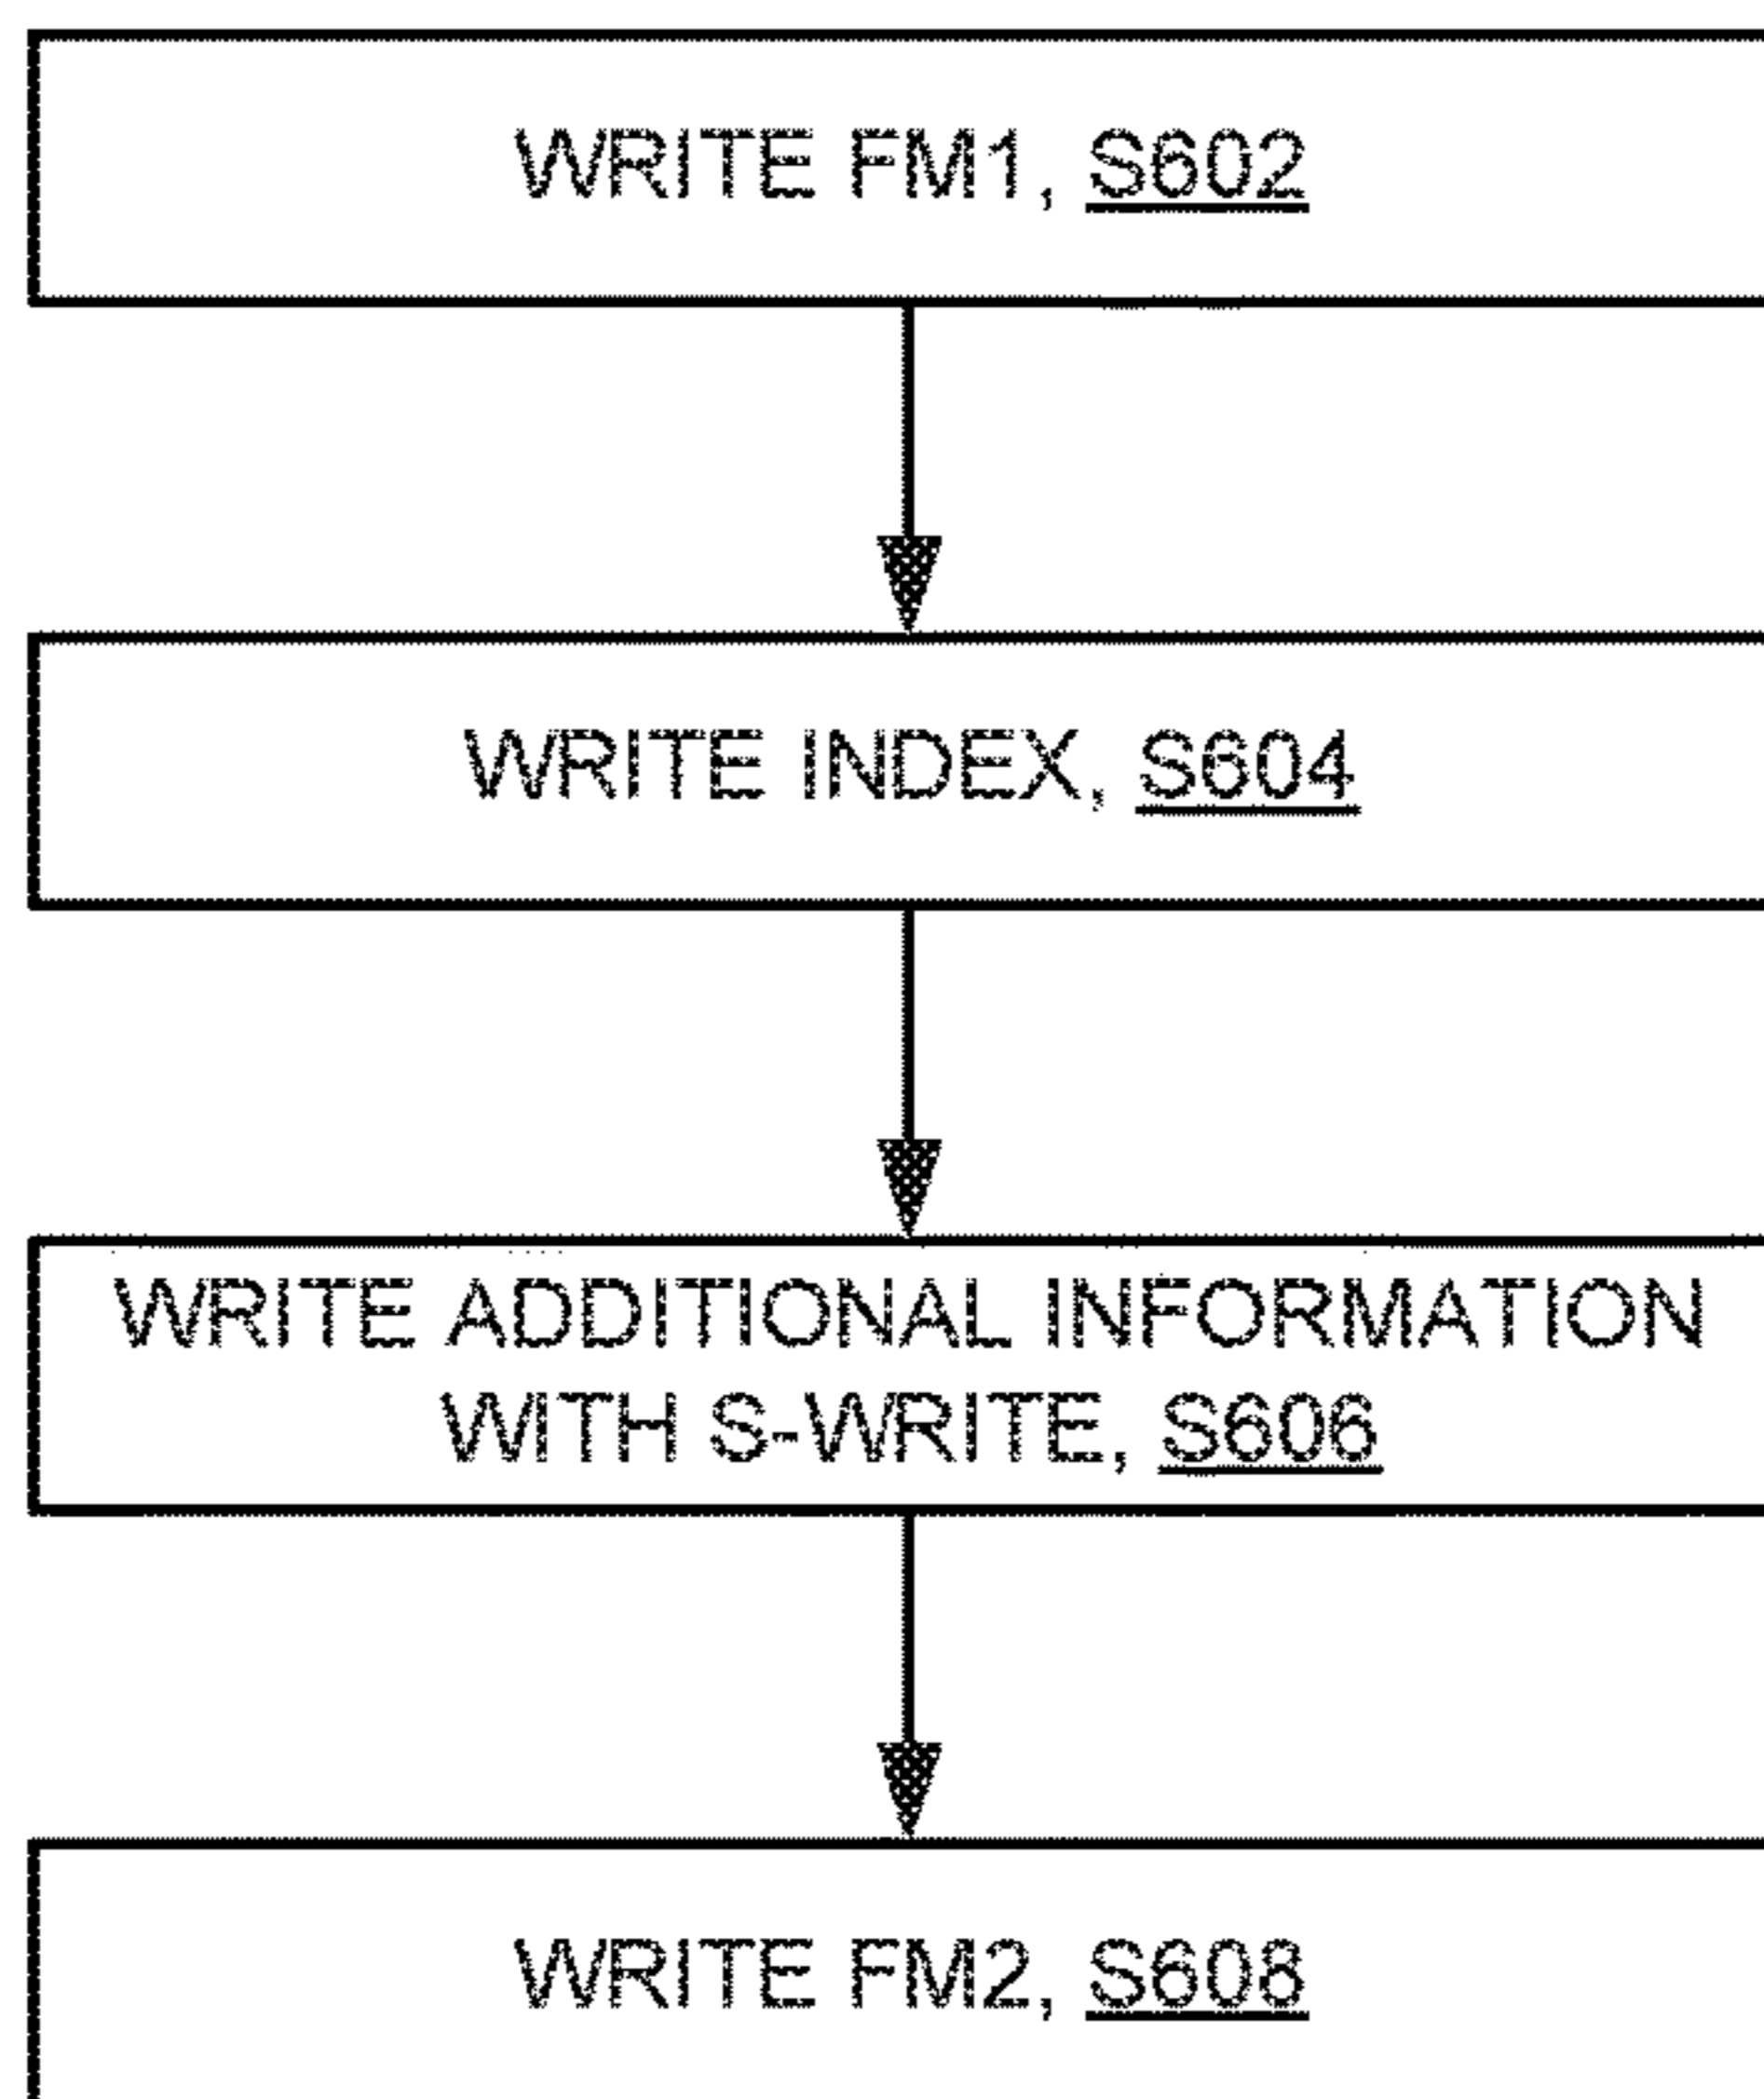 WRITE FM1, S602
WRITE INDEX, S604
WRITE ADDITIONAL INFORMATION
WITH S-WRITE, S606
WRITE FM2, S608